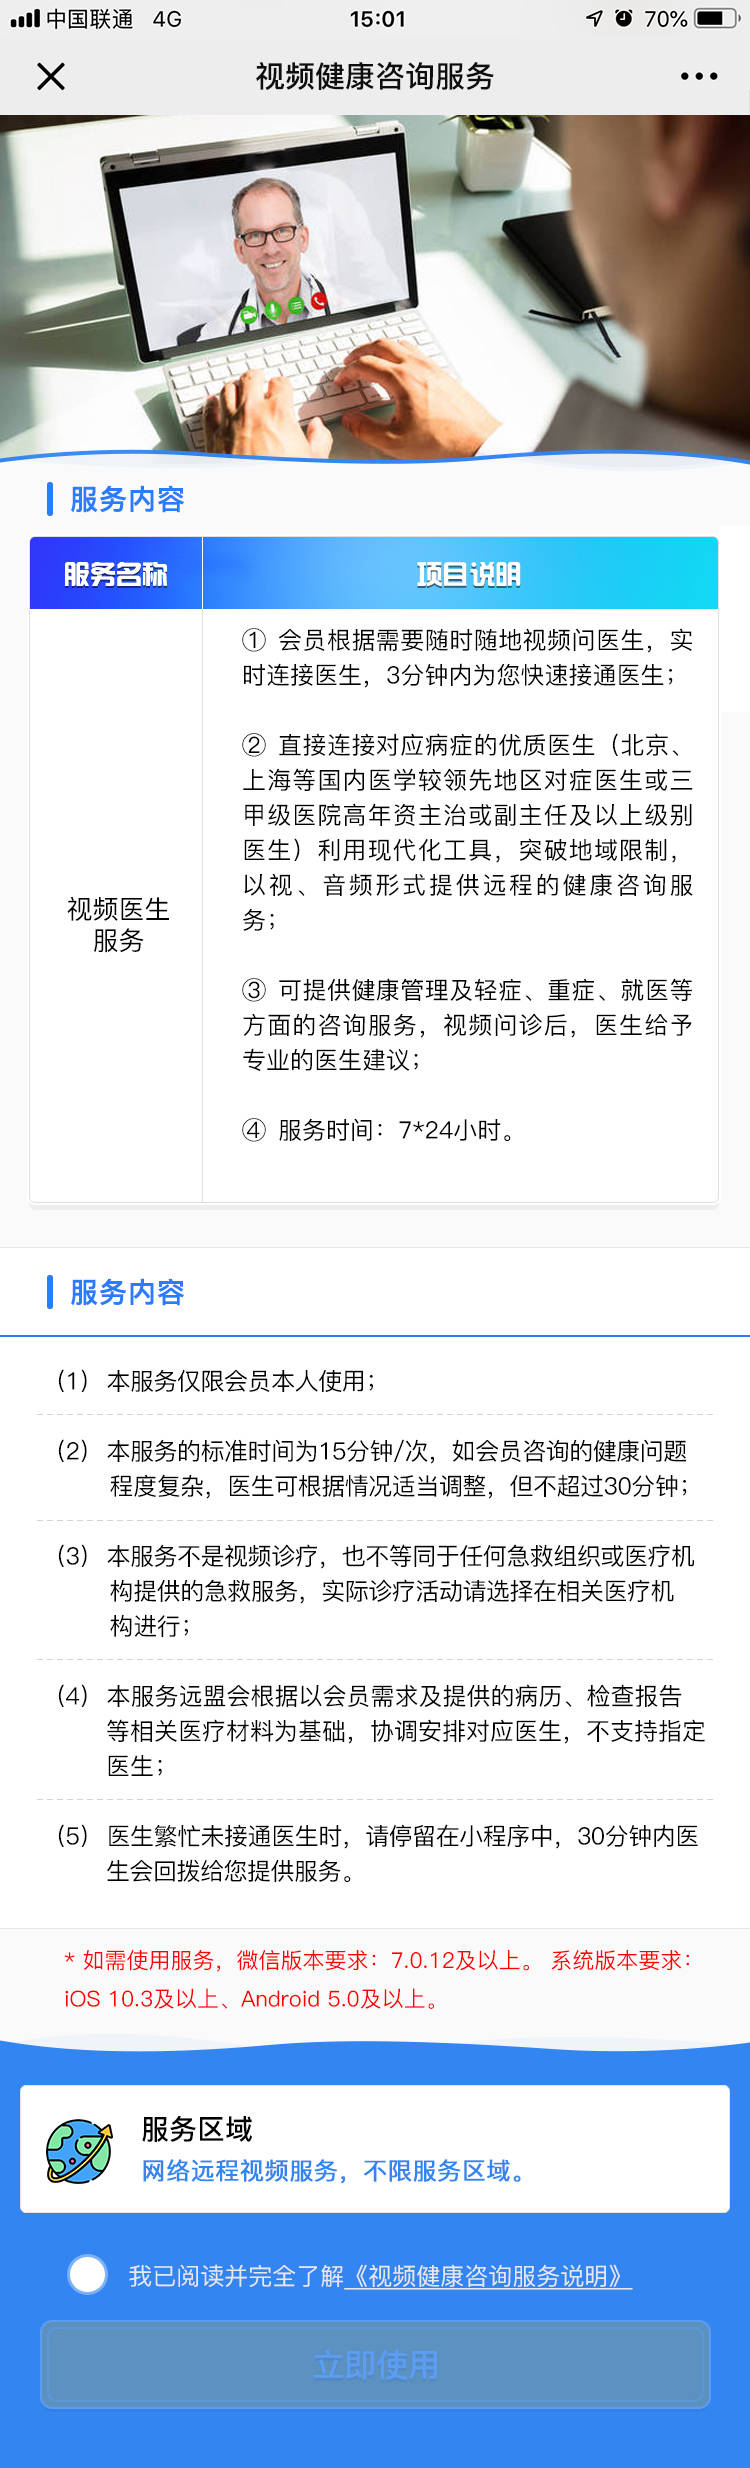 中国联通 4G 15:01 70%
视频健康咨询服务
服务内容
服务名称 项目说明
① 会员根据需要随时随地视频问医生，实
时连接医生，3分钟内为您快速接通医生；
② 直接连接对应病症的优质医生（北京、
上海等国内医学较领先地区对症医生或三
甲级医院高年资主治或副主任及以上级别
医生）利用现代化工具，突破地域限制，
以视、音频形式提供远程的健康咨询服
务；
视频医生
服务
③ 可提供健康管理及轻症、重症、就医等
方面的咨询服务，视频问诊后，医生给予
专业的医生建议；
④ 服务时间：7*24小时。
服务内容
（1） 本服务仅限会员本人使用；
（2） 本服务的标准时间为15分钟/次，如会员咨询的健康问题
程度复杂，医生可根据情况适当调整，但不超过30分钟；
（3） 本服务不是视频诊疗，也不等同于任何急救组织或医疗机
构提供的急救服务，实际诊疗活动请选择在相关医疗机
构进行；
（4） 本服务远盟会根据以会员需求及提供的病历、检查报告
等相关医疗材料为基础，协调安排对应医生，不支持指定
医生；
（5） 医生繁忙未接通医生时，请停留在小程序中，30分钟内医
生会回拨给您提供服务。
* 如需使用服务，微信版本要求：7.0.12及以上。 系统版本要求：
iOS 10.3及以上、Android 5.0及以上。
服务区域
网络远程视频服务，不限服务区域。
我已阅读并完全了解《视频健康咨询服务说明》
立即使用